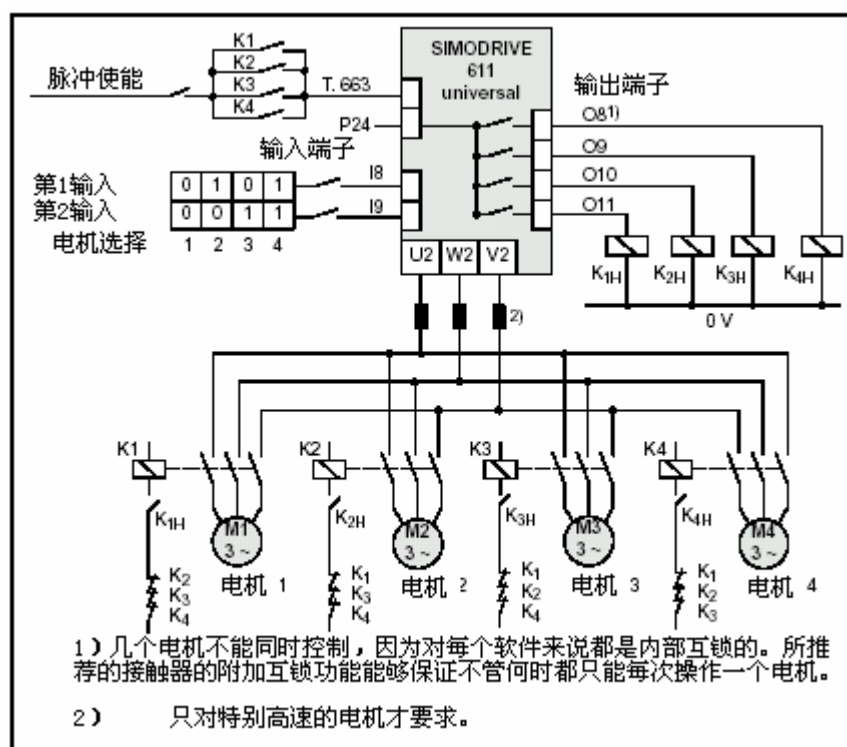 K1
K2
K3
K4
脉冲使能
T. 663
SIMODRIVE
611
universal
输出端子
P24
O8 1)
O9
O10
O11
输入端子
第1输入 0 1 0 1
I8
第2输入 0 0 1 1
I9
电机选择 1 2 3 4
U2 W2 V2
K1H K2H K3H K4H
0 V
2)
K1 K2 K3 K4
K1H K2H K3H K4H
M1 M2 M3 M4
3 ~ 3 ~ 3 ~ 3 ~
K2 K1 K1 K1
K3 K3 K2 K2
K4 K4 K4 K3
电机 1 电机 2 电机 3 电机 4
1）几个电机不能同时控制，因为对每个软件来说都是内部互锁的。所推
荐的接触器的附加互锁功能能够保证不管何时都只能每次操作一个电机。
2） 只对特别高速的电机才要求。